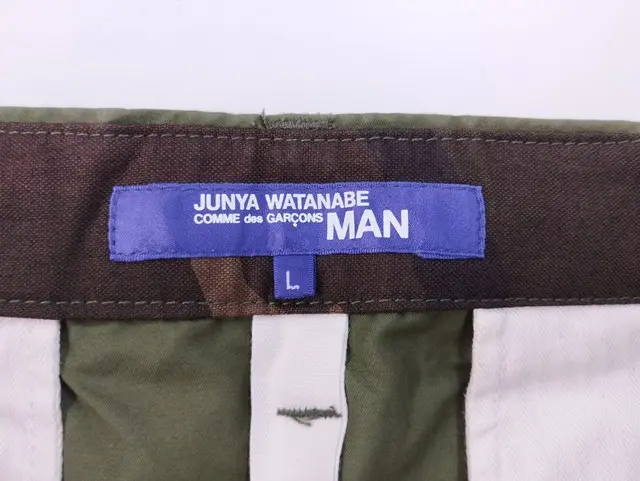 JUNYA WATANABE
COMME des GARÇONS MAN
L